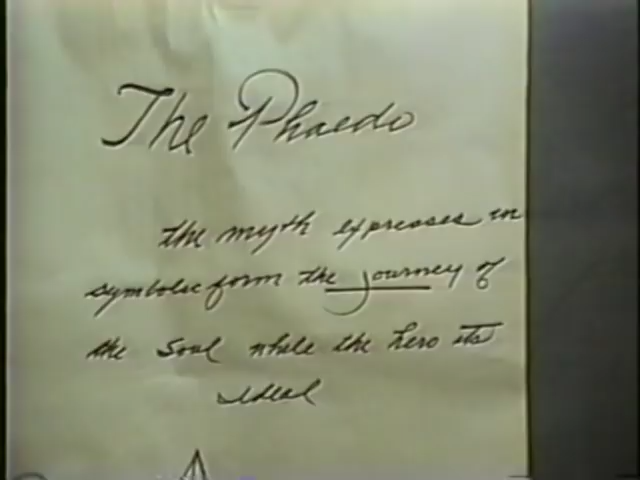 The Phaedo
the myth expresses in
symbolic form the journey of
the Soul while the hero its
ideal